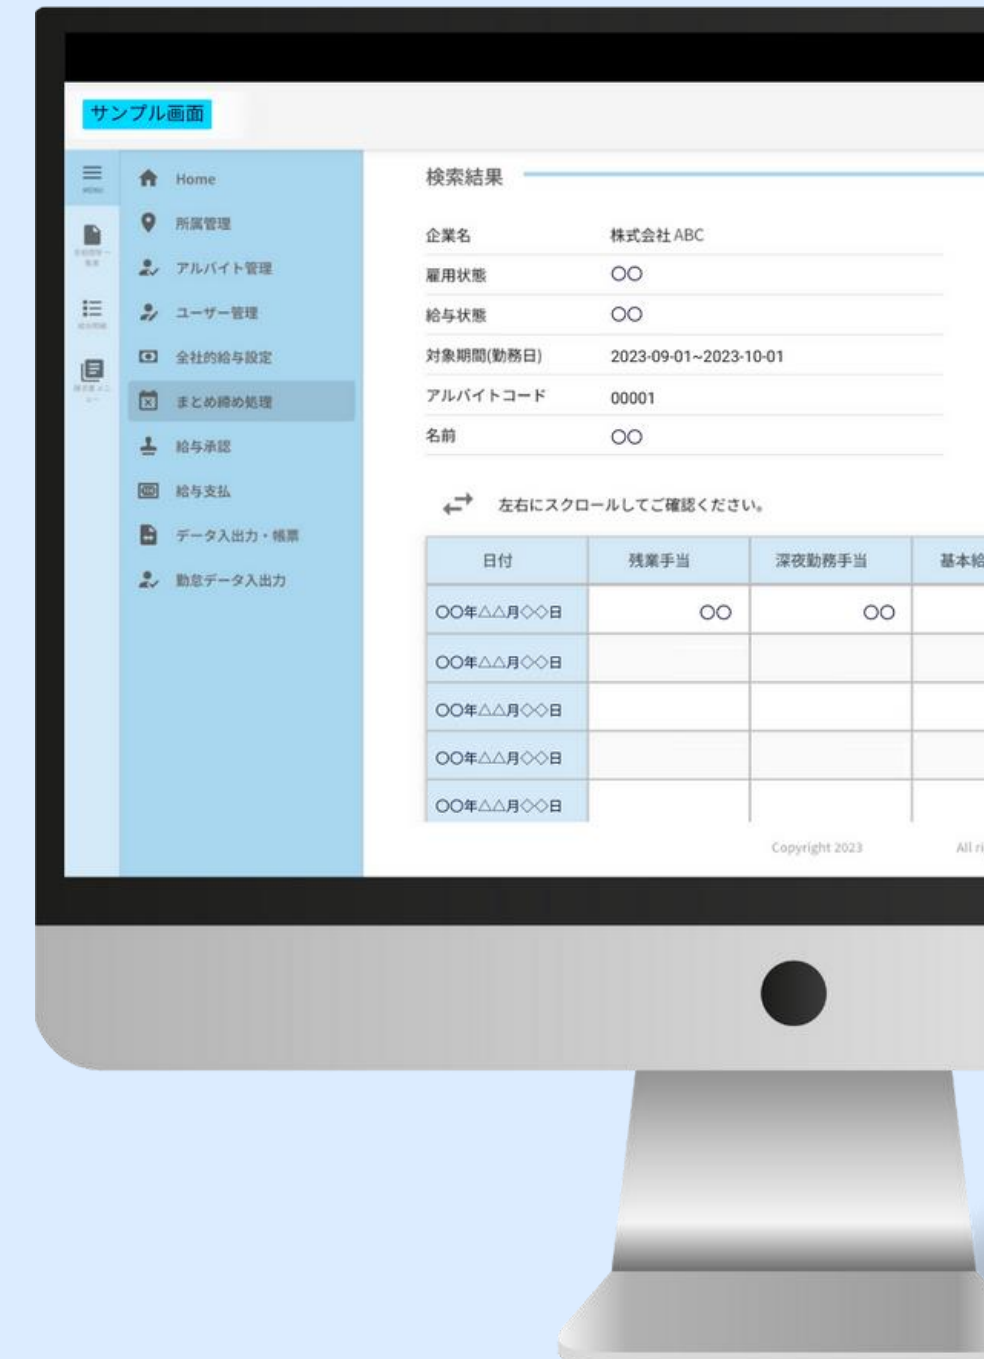 サンプル画面
MENU
Home
所属管理
アルバイト管理
ユーザー管理
全社的給与設定
まとめ締め処理
給与承認
給与支払
データ入出力・帳票
勤怠データ入出力
検索結果
企業名 株式会社 ABC
雇用状態 〇〇
給与状態 〇〇
対象期間(勤務日) 2023-09-01~2023-10-01
アルバイトコード 00001
名前 〇〇
左右にスクロールしてご確認ください。
日付 残業手当 深夜勤務手当 基本給
〇〇年△△月◇◇日 〇〇 〇〇
〇〇年△△月◇◇日
〇〇年△△月◇◇日
〇〇年△△月◇◇日
〇〇年△△月◇◇日
Copyright 2023 All